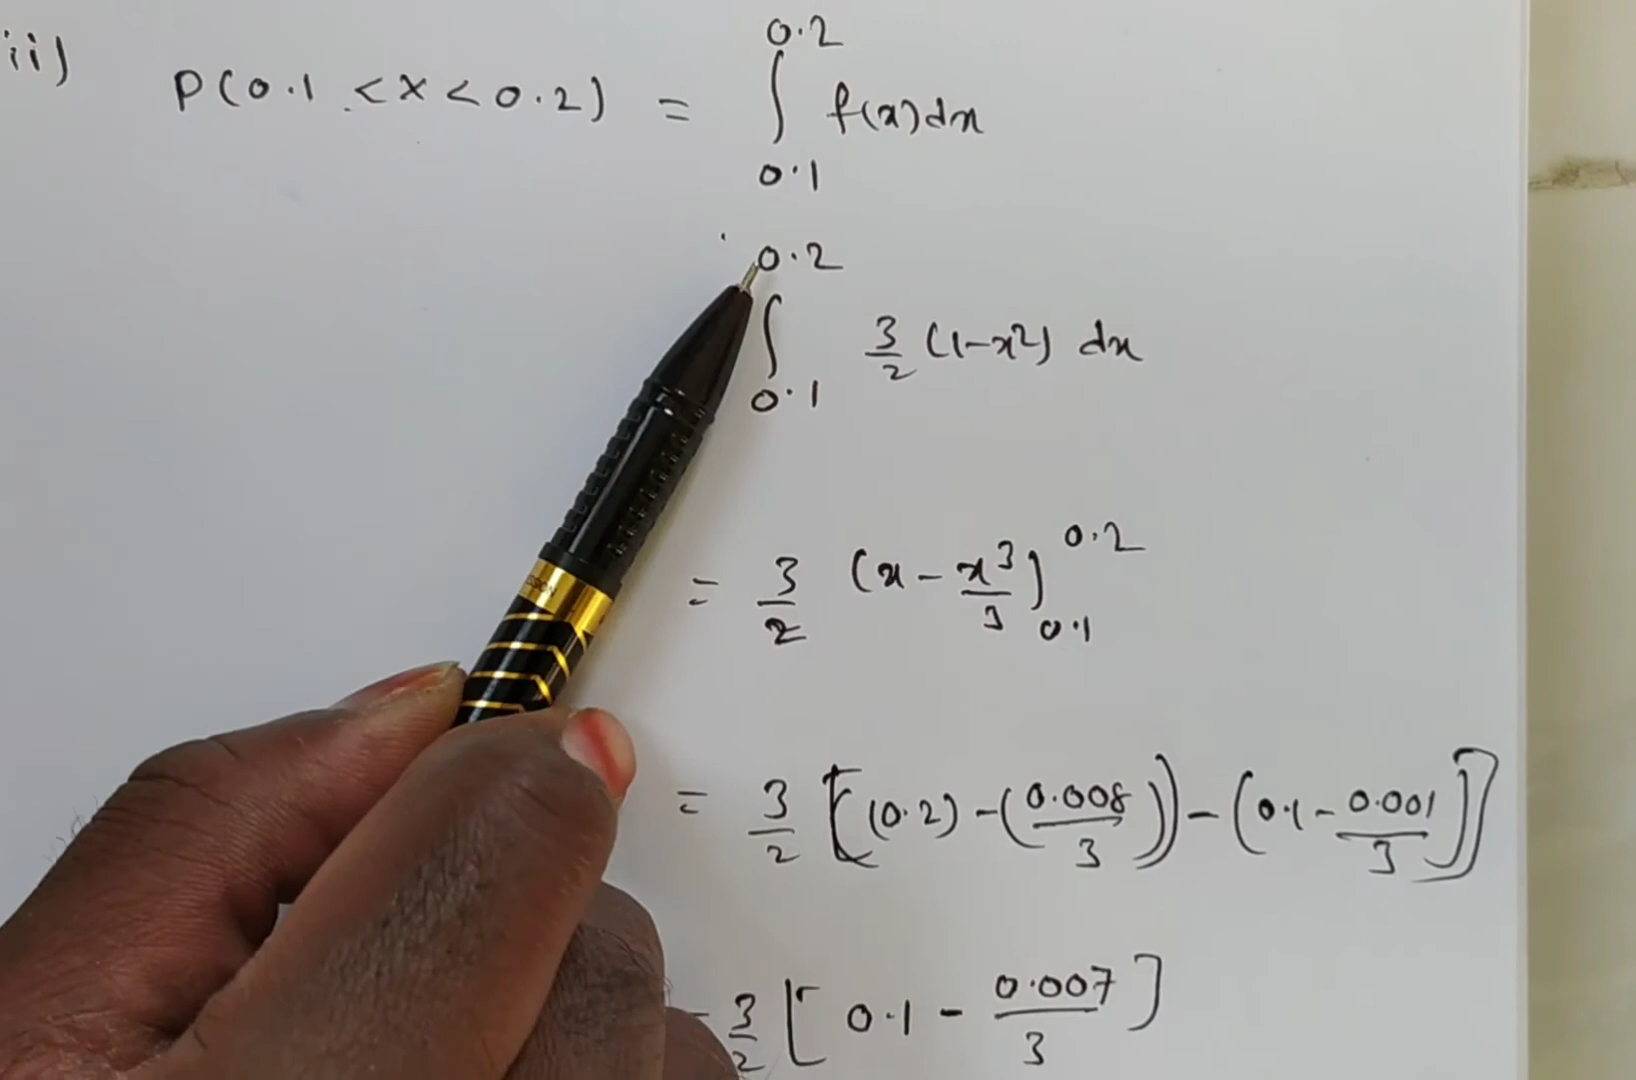 ii) P(0.1 < X < 0.2) = ∫_{0.1}^{0.2} f(x)dx
∫_{0.1}^{0.2} 3/2 (1-x²) dx
= 3/2 (x - x³/3]_{0.1}^{0.2}
= 3/2 [((0.2) - (0.008/3)) - (0.1 - 0.001/3)]
= 3/2 [0.1 - 0.007/3]